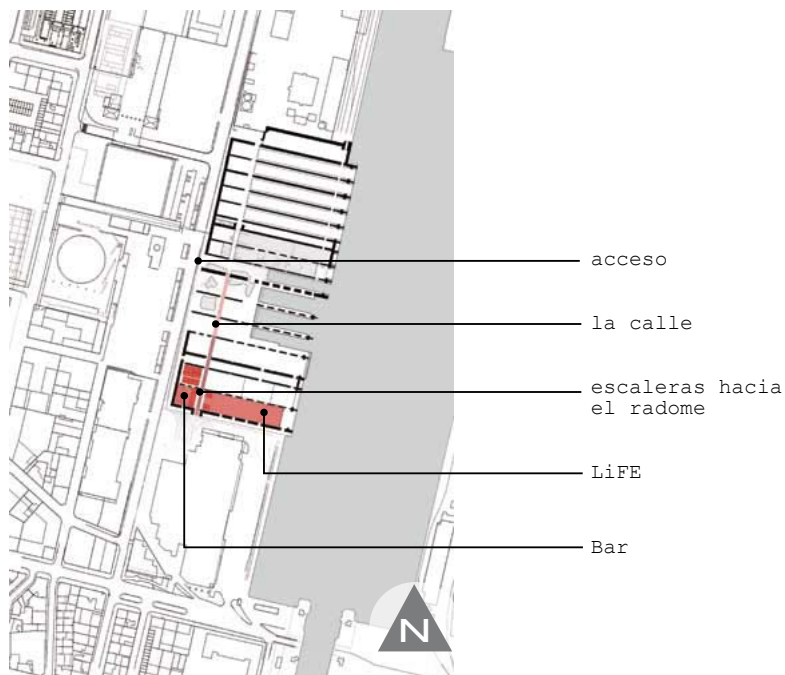 acceso
la calle
escaleras hacia
el radome
LiFE
Bar
N